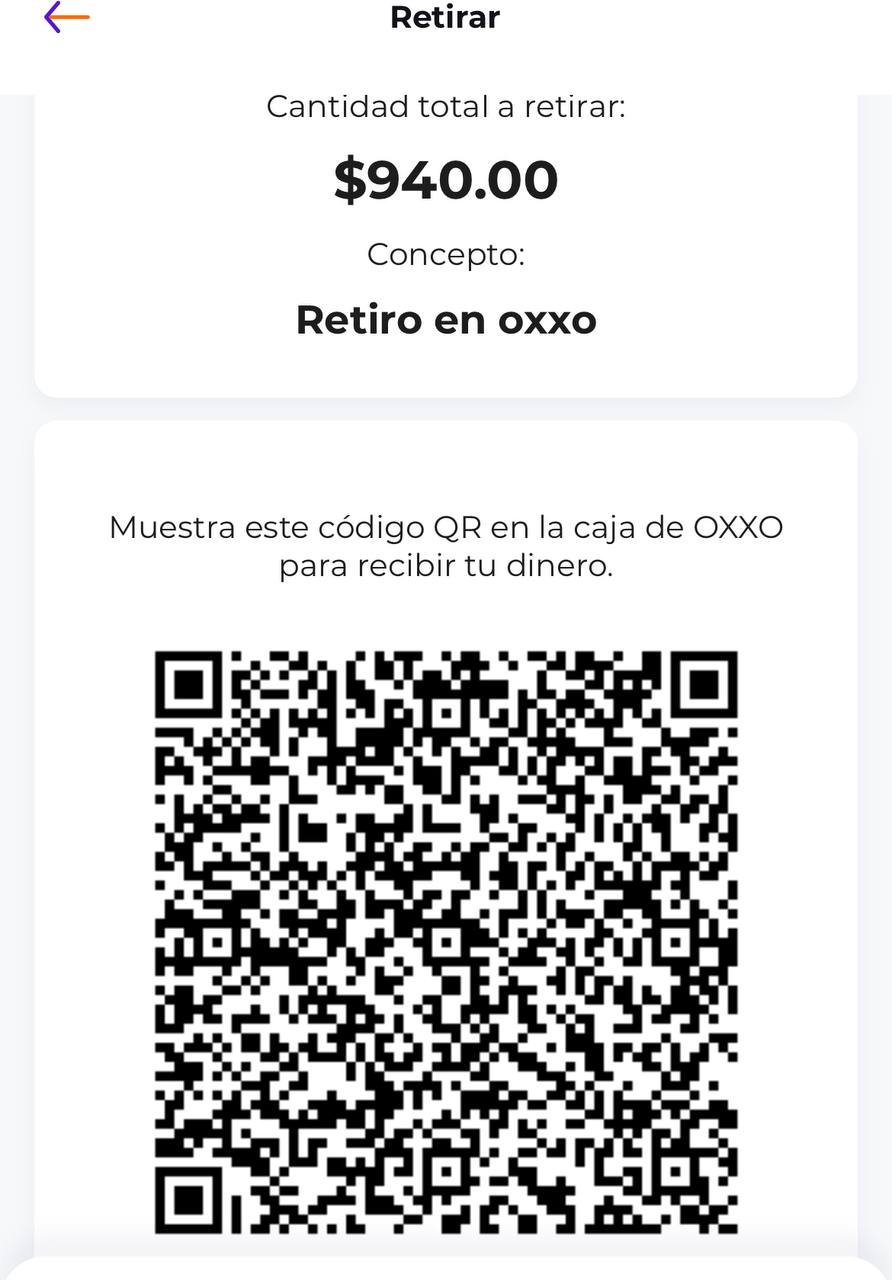 Retirar
Cantidad total a retirar:
$940.00
Concepto:
Retiro en oxxo
Muestra este código QR en la caja de OXXO
para recibir tu dinero.